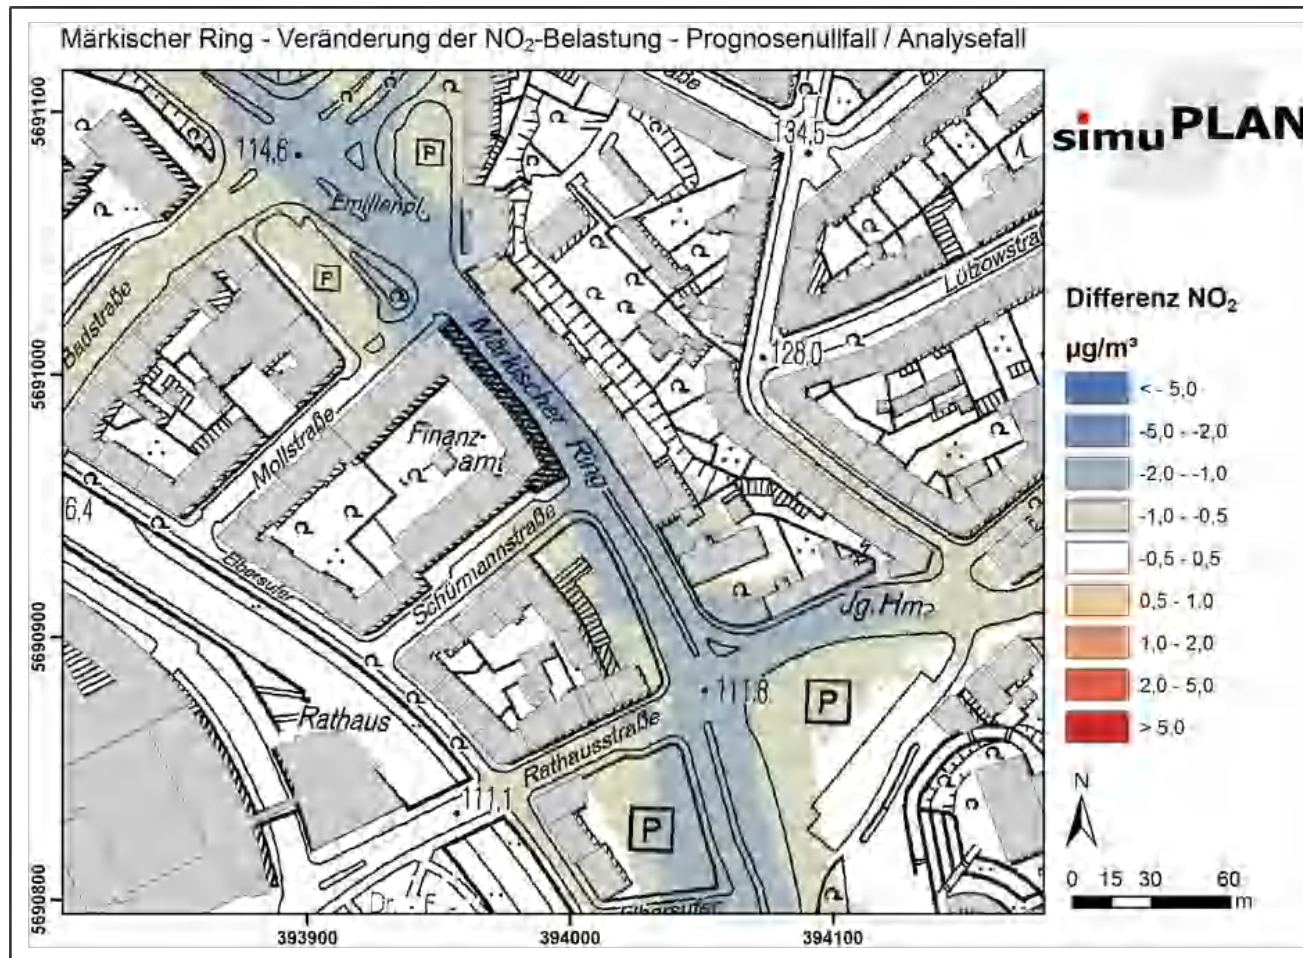 Märkischer Ring - Veränderung der NO₂-Belastung - Prognosenullfall / Analysefall
simuPLAN
5691100
5691000
5690900
5690800
393900
394000
394100
114,6
134,5
P
Emilienpl.
P
Badstraße
Lützowstraß
128,0
Märkischer Ring
Mollstraße
Finanz-
amt
6,4
Elbersufer
Schürmannstraße
Jg. Hm
111,8
P
Rathaus
Rathausstraße
111,1
P
Dr. - F
Elbersufer
Differenz NO₂
µg/m³
< - 5,0
-5,0 - -2,0
-2,0 - -1,0
-1,0 - -0,5
-0,5 - 0,5
0,5 - 1,0
1,0 - 2,0
2,0 - 5,0
> 5,0
N
0 15 30 60
m